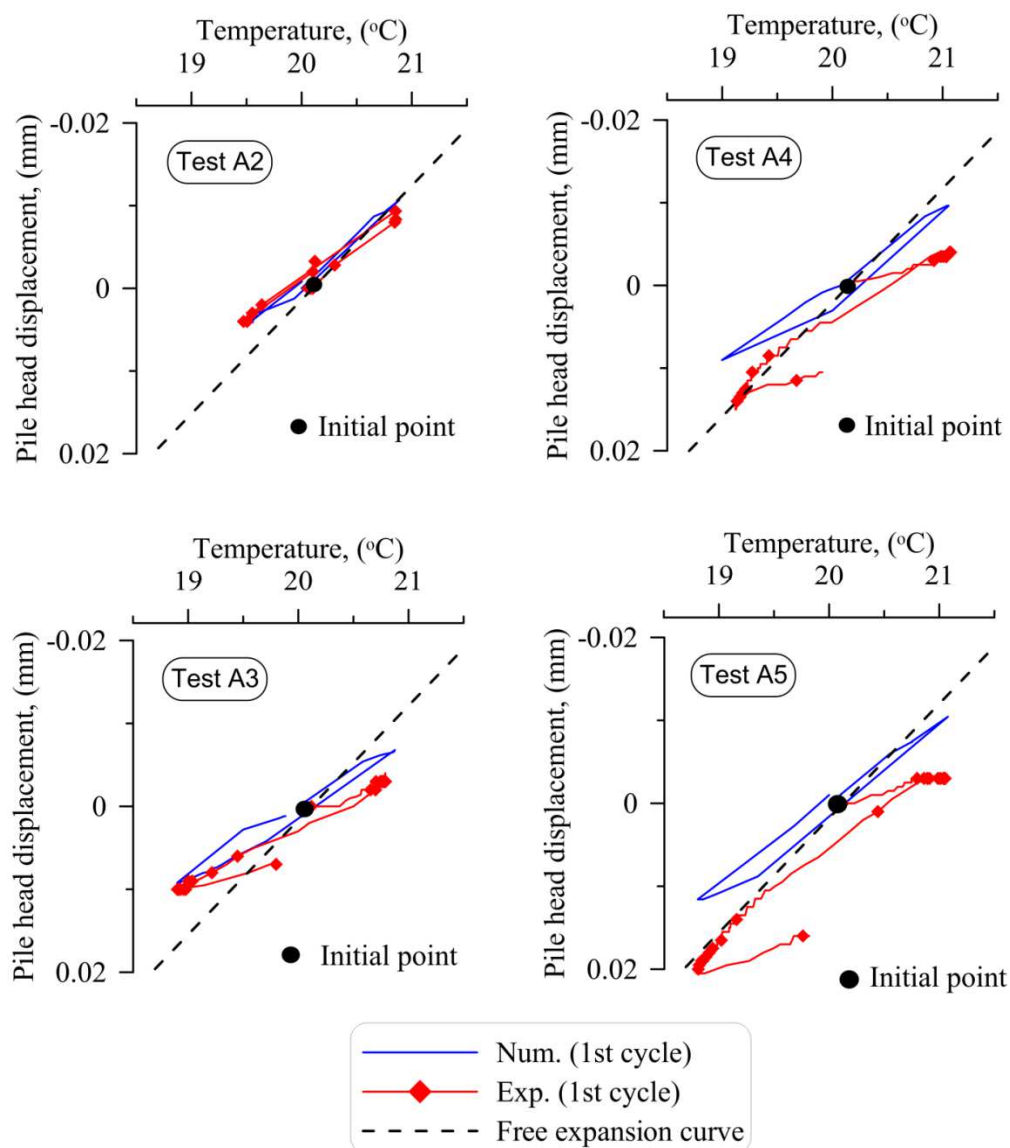 Temperature, (°C)
19 20 21
Pile head displacement, (mm)
-0.02
0
0.02
Test A2
Initial point
Temperature, (°C)
19 20 21
Pile head displacement, (mm)
-0.02
0
0.02
Test A4
Initial point
Temperature, (°C)
19 20 21
Pile head displacement, (mm)
-0.02
0
0.02
Test A3
Initial point
Temperature, (°C)
19 20 21
Pile head displacement, (mm)
-0.02
0
0.02
Test A5
Initial point
Num. (1st cycle)
Exp. (1st cycle)
Free expansion curve